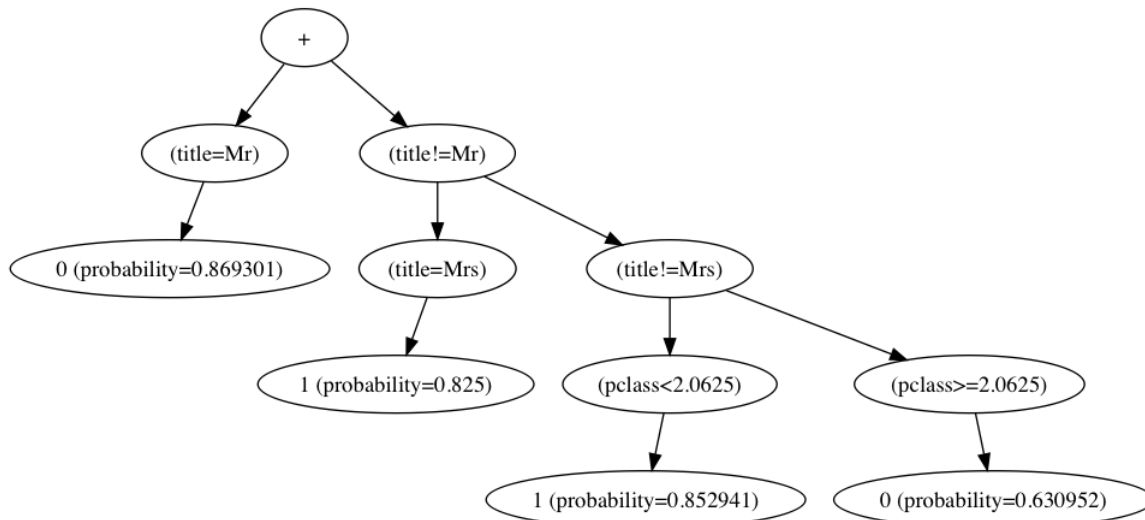 +
(title=Mr)
(title!=Mr)
0 (probability=0.869301)
(title=Mrs)
(title!=Mrs)
1 (probability=0.825)
(pclass<2.0625)
(pclass>=2.0625)
1 (probability=0.852941)
0 (probability=0.630952)